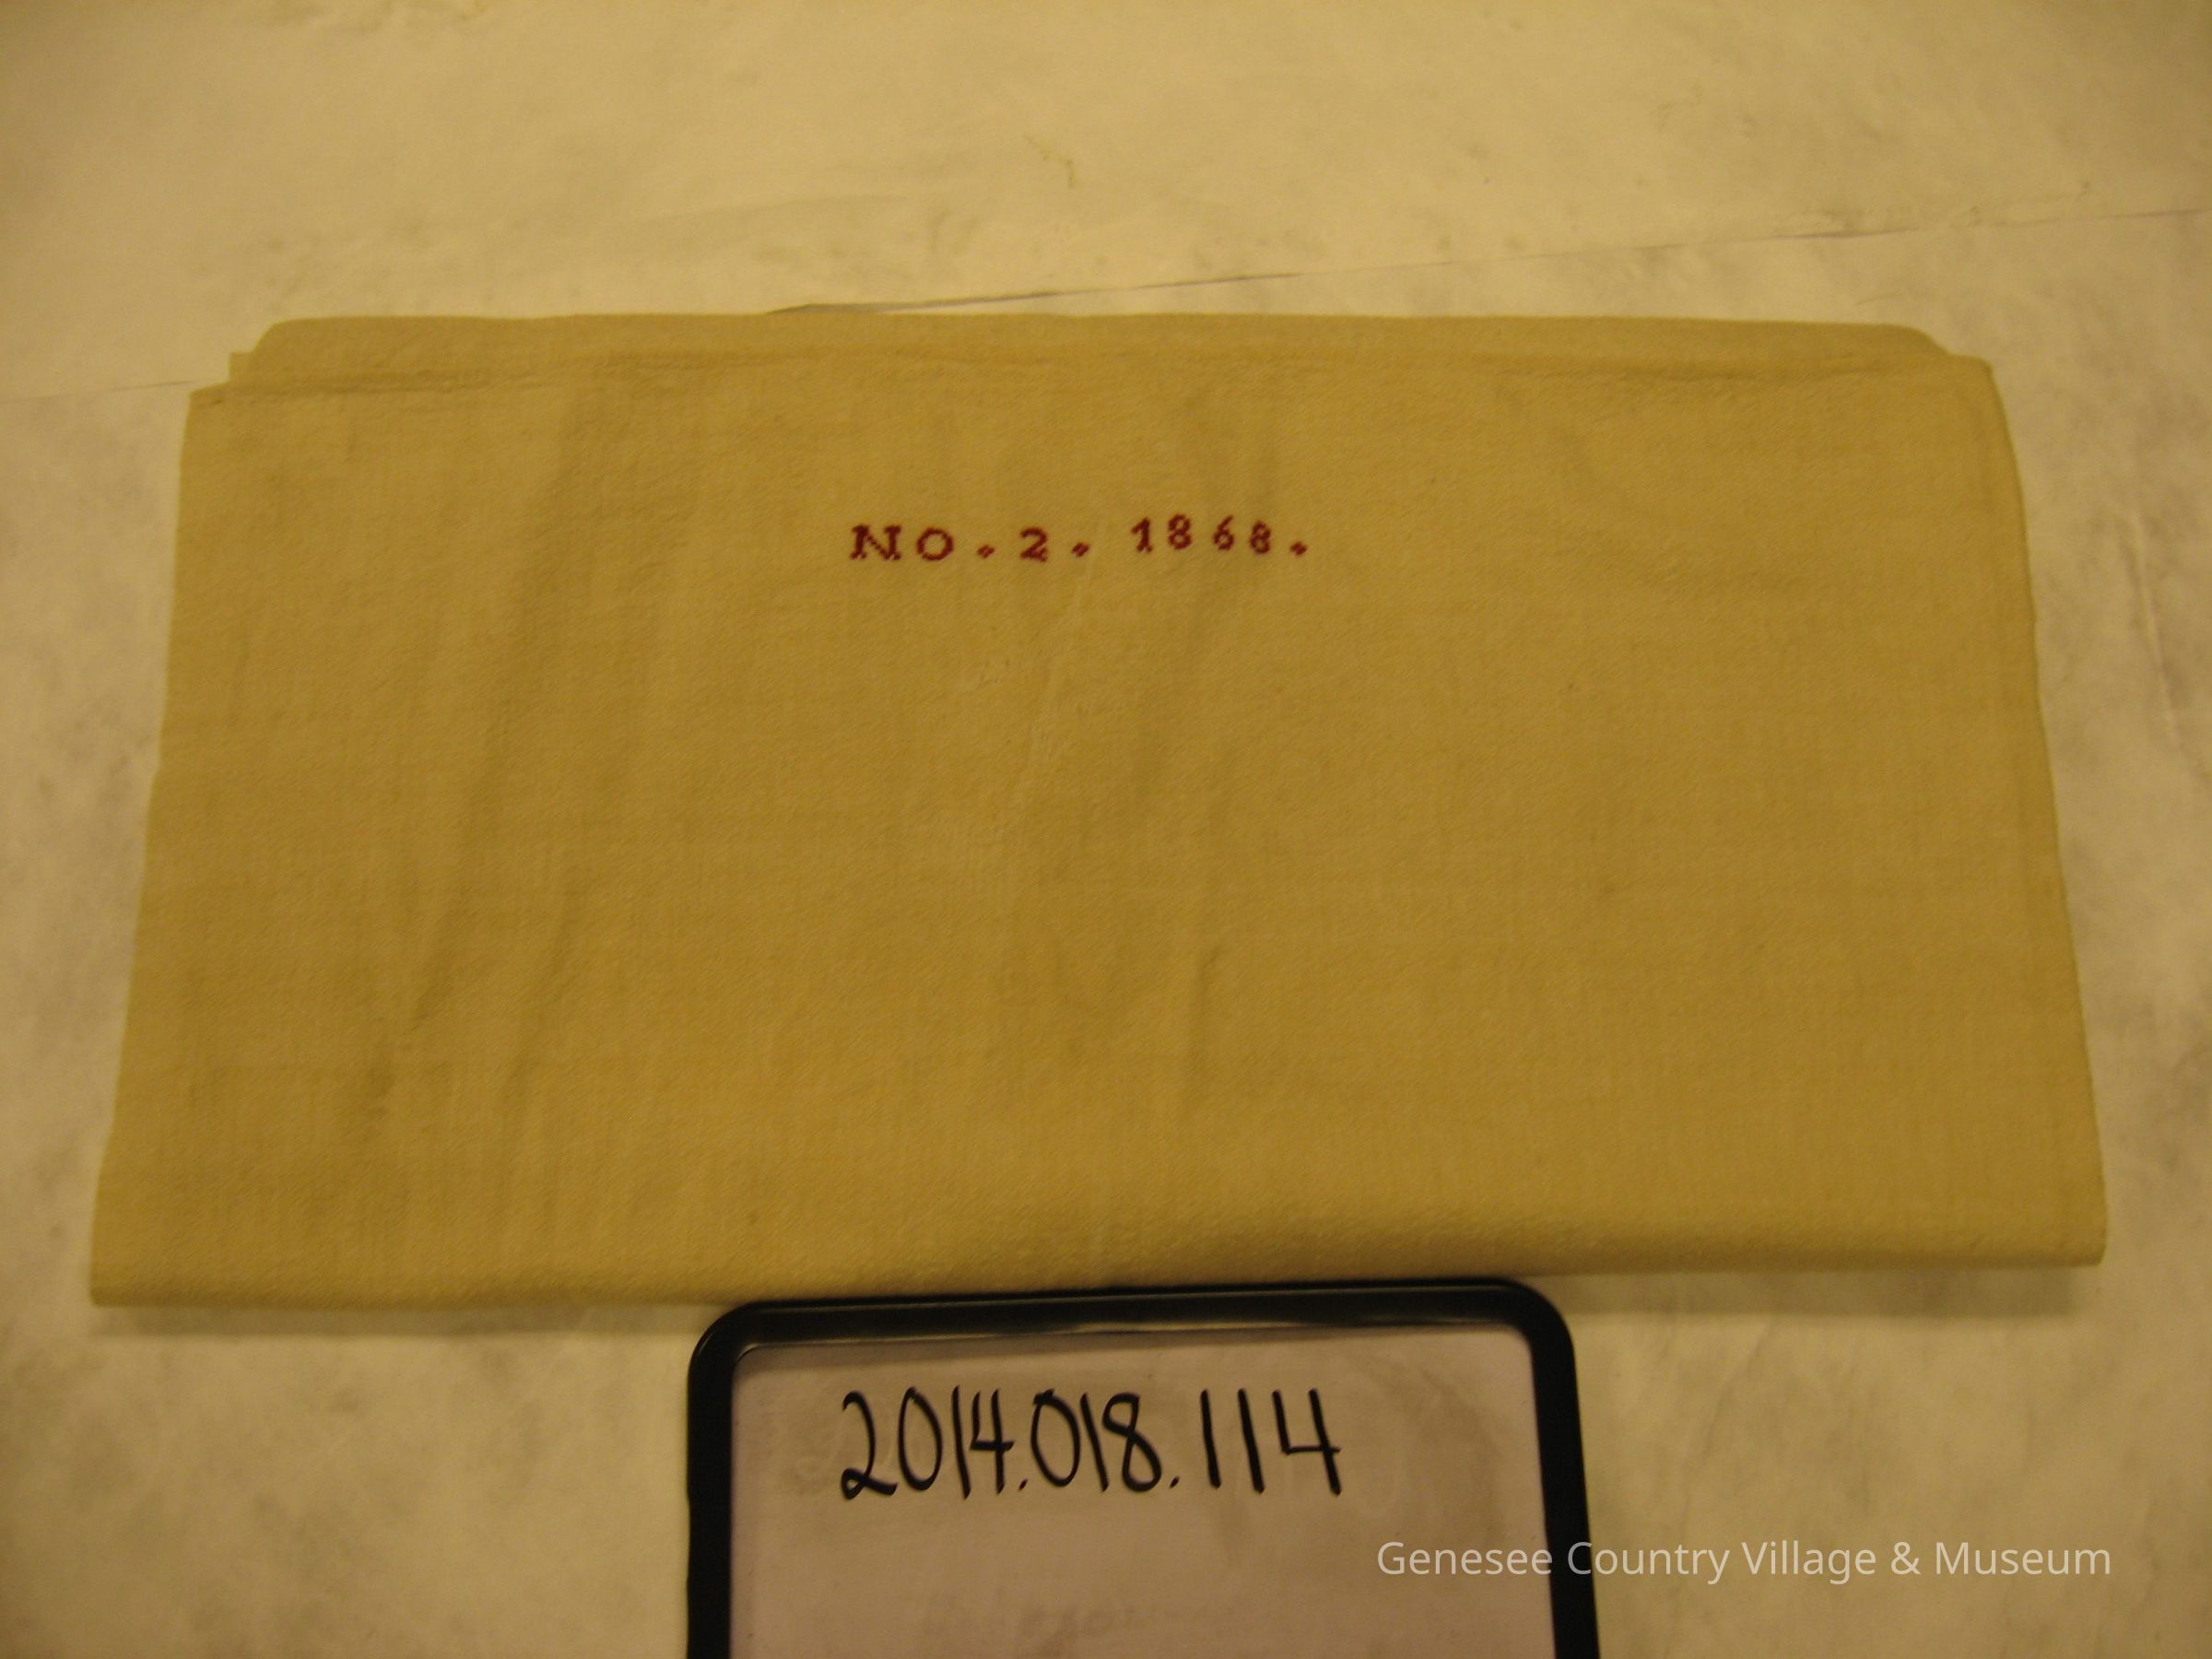 NO.2. 1868.
2014.018.114
Genesee Country Village & Museum